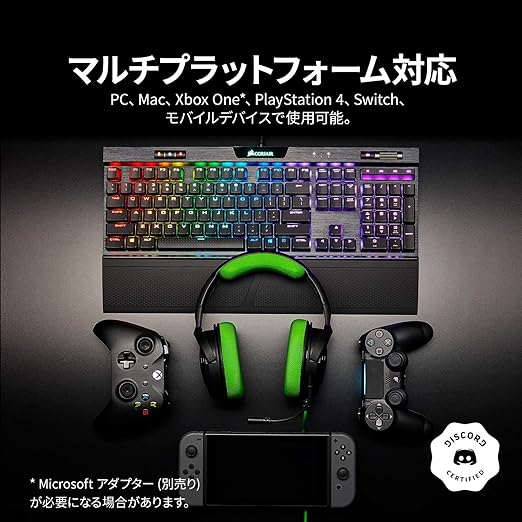 マルチプラットフォーム対応
PC、Mac、Xbox One*、PlayStation 4、Switch、
モバイルデバイスで使用可能。
CORSAIR
DISCORD
CERTIFIED
* Microsoft アダプター (別売り)
が必要になる場合があります。